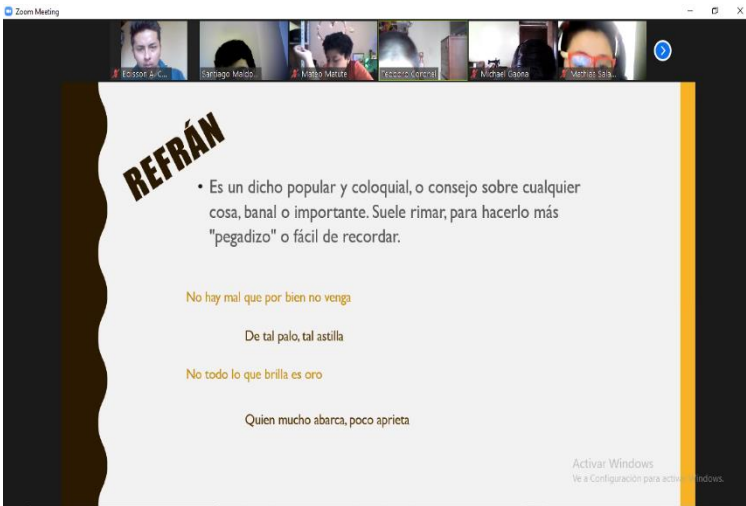 Zoom Meeting
Edisson A. C...
Santiago Maldo...
Mateo Matute
Teodoro Coronel
Michael Gaona
Mathias Sala...
REFRÁN
• Es un dicho popular y coloquial, o consejo sobre cualquier
cosa, banal o importante. Suele rimar, para hacerlo más
"pegadizo" o fácil de recordar.
No hay mal que por bien no venga
De tal palo, tal astilla
No todo lo que brilla es oro
Quien mucho abarca, poco aprieta
Activar Windows
Ve a Configuración para activar Windows.